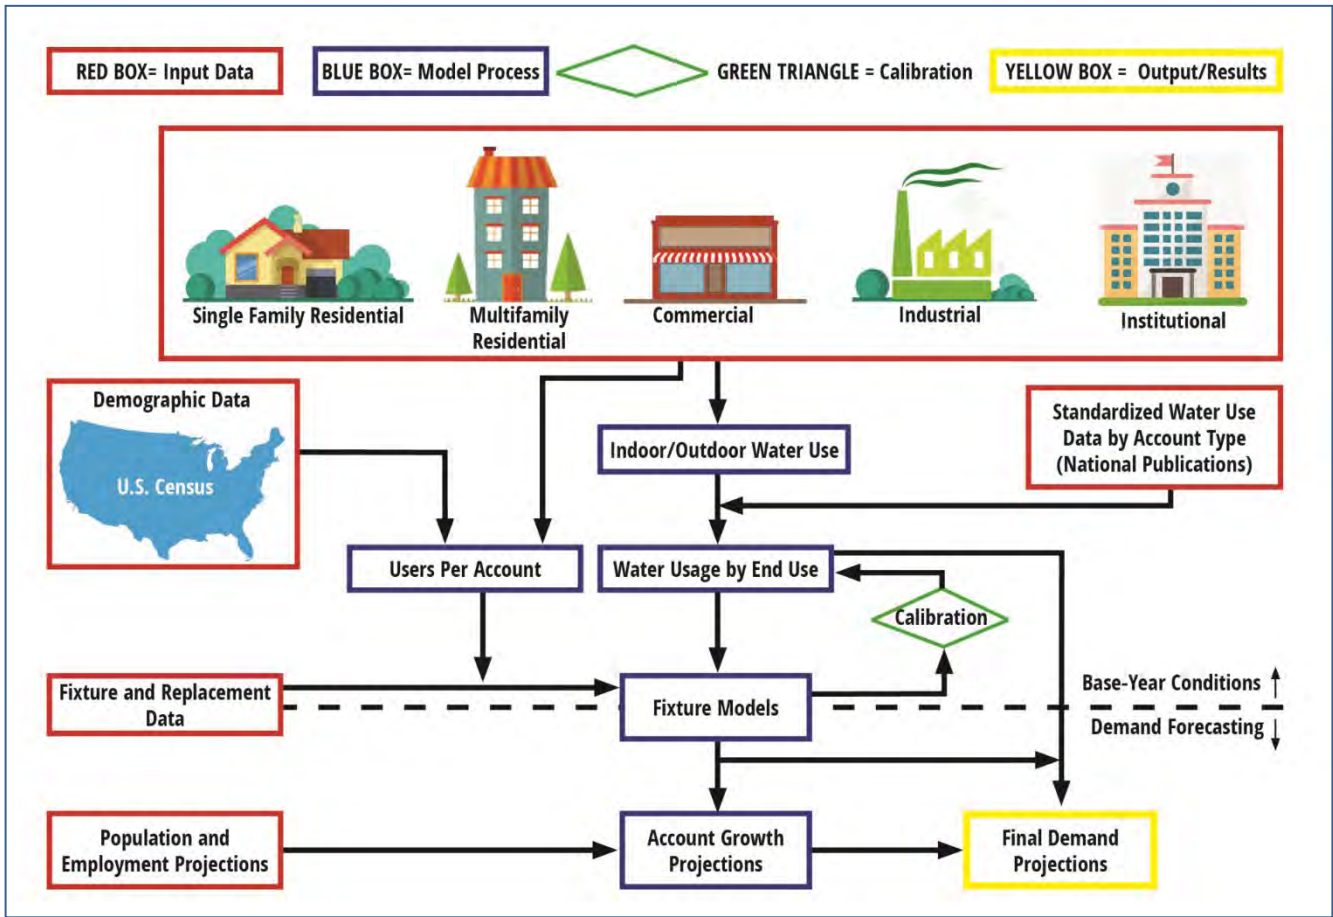 RED BOX= Input Data
BLUE BOX= Model Process
GREEN TRIANGLE = Calibration
YELLOW BOX = Output/Results
Single Family Residential
Multifamily
Residential
Commercial
Industrial
Institutional
Demographic Data
U.S. Census
Indoor/Outdoor Water Use
Standardized Water Use
Data by Account Type
(National Publications)
Users Per Account
Water Usage by End Use
Calibration
Fixture and Replacement
Data
Fixture Models
Base-Year Conditions
Demand Forecasting
Population and
Employment Projections
Account Growth
Projections
Final Demand
Projections